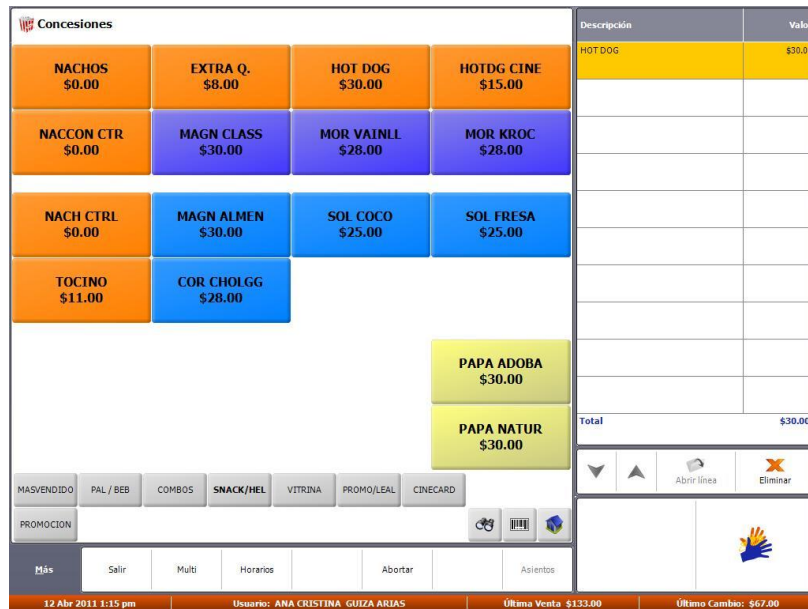 Concesiones
NACHOS
$0.00
EXTRA Q.
$8.00
HOT DOG
$30.00
HOTDG CINE
$15.00
NACCON CTR
$0.00
MAGN CLASS
$30.00
MOR VAINLL
$28.00
MOR KROC
$28.00
NACH CTRL
$0.00
MAGN ALMEN
$30.00
SOL COCO
$25.00
SOL FRESA
$25.00
TOCINO
$11.00
COR CHOLGG
$28.00
PAPA ADOBA
$30.00
PAPA NATUR
$30.00
MASVENDIDO PAL / BEB COMBOS SNACK/HEL VITRINA PROMO/LEAL CINECARD
PROMOCION
Más Salir Multi Horarios Abortar Asientos
Descripción Valo
HOT DOG $30.0
Total $30.00
Abrir línea Eliminar
12 Abr 2011 1:15 pm Usuario: ANA CRISTINA GUIZA ARIAS Última Venta $133.00 Último Cambio: $67.00